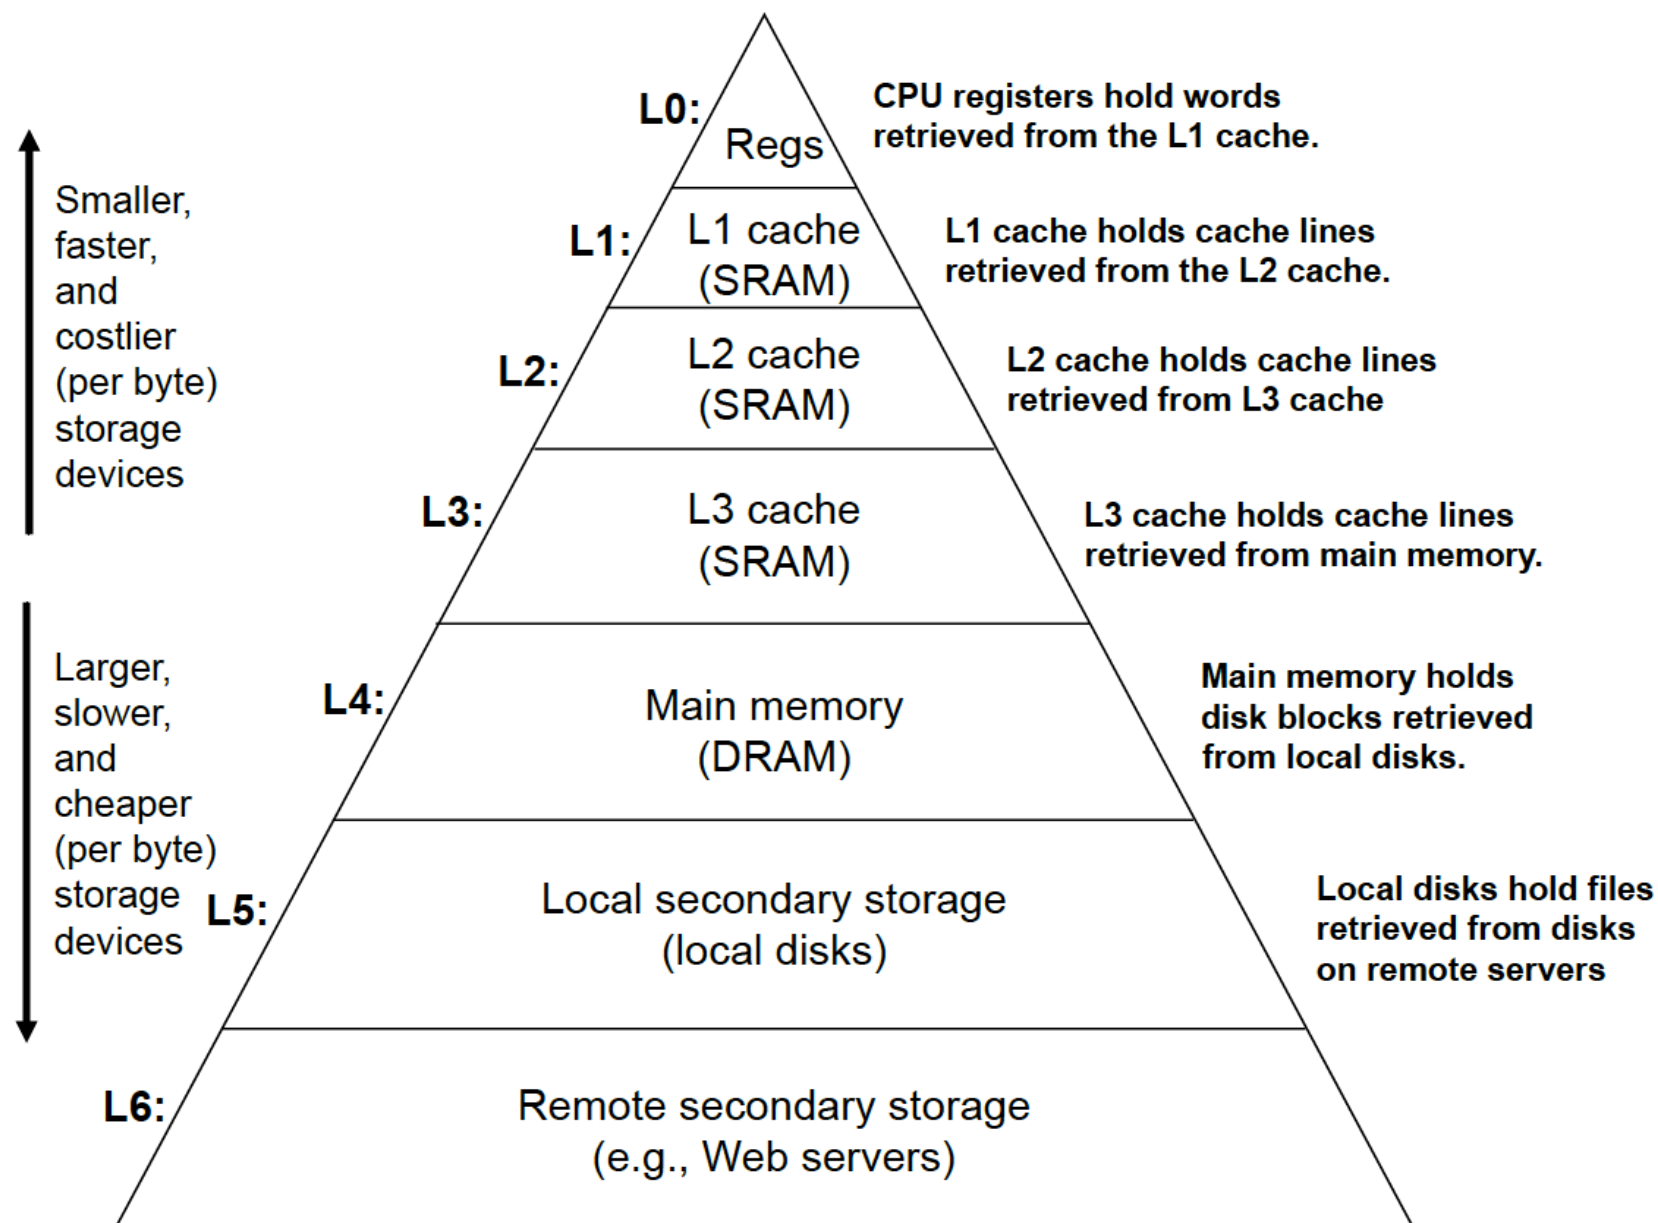 L0:
Regs
CPU registers hold words
retrieved from the L1 cache.
Smaller,
faster,
and
costlier
(per byte)
storage
devices
L1:
L1 cache
(SRAM)
L1 cache holds cache lines
retrieved from the L2 cache.
L2:
L2 cache
(SRAM)
L2 cache holds cache lines
retrieved from L3 cache
L3:
L3 cache
(SRAM)
L3 cache holds cache lines
retrieved from main memory.
Larger,
slower,
and
cheaper
(per byte)
storage
devices
L4:
Main memory
(DRAM)
Main memory holds
disk blocks retrieved
from local disks.
L5:
Local secondary storage
(local disks)
Local disks hold files
retrieved from disks
on remote servers
L6:
Remote secondary storage
(e.g., Web servers)